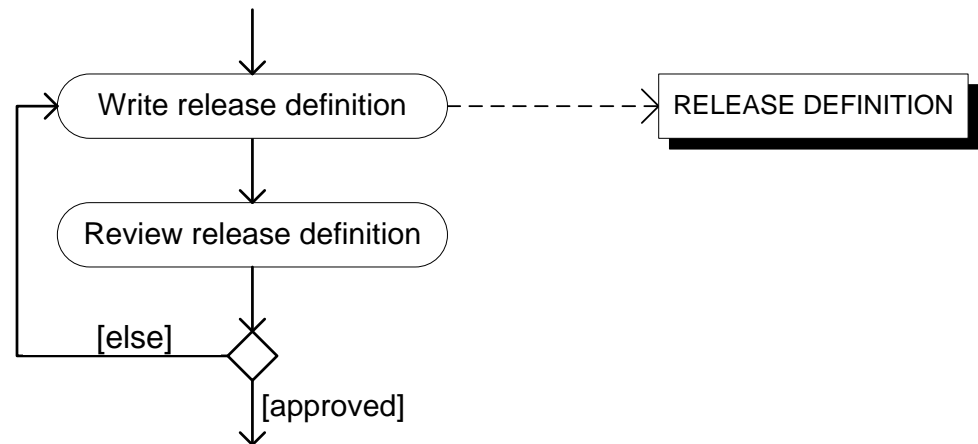 Write release definition
RELEASE DEFINITION
Review release definition
[else]
[approved]